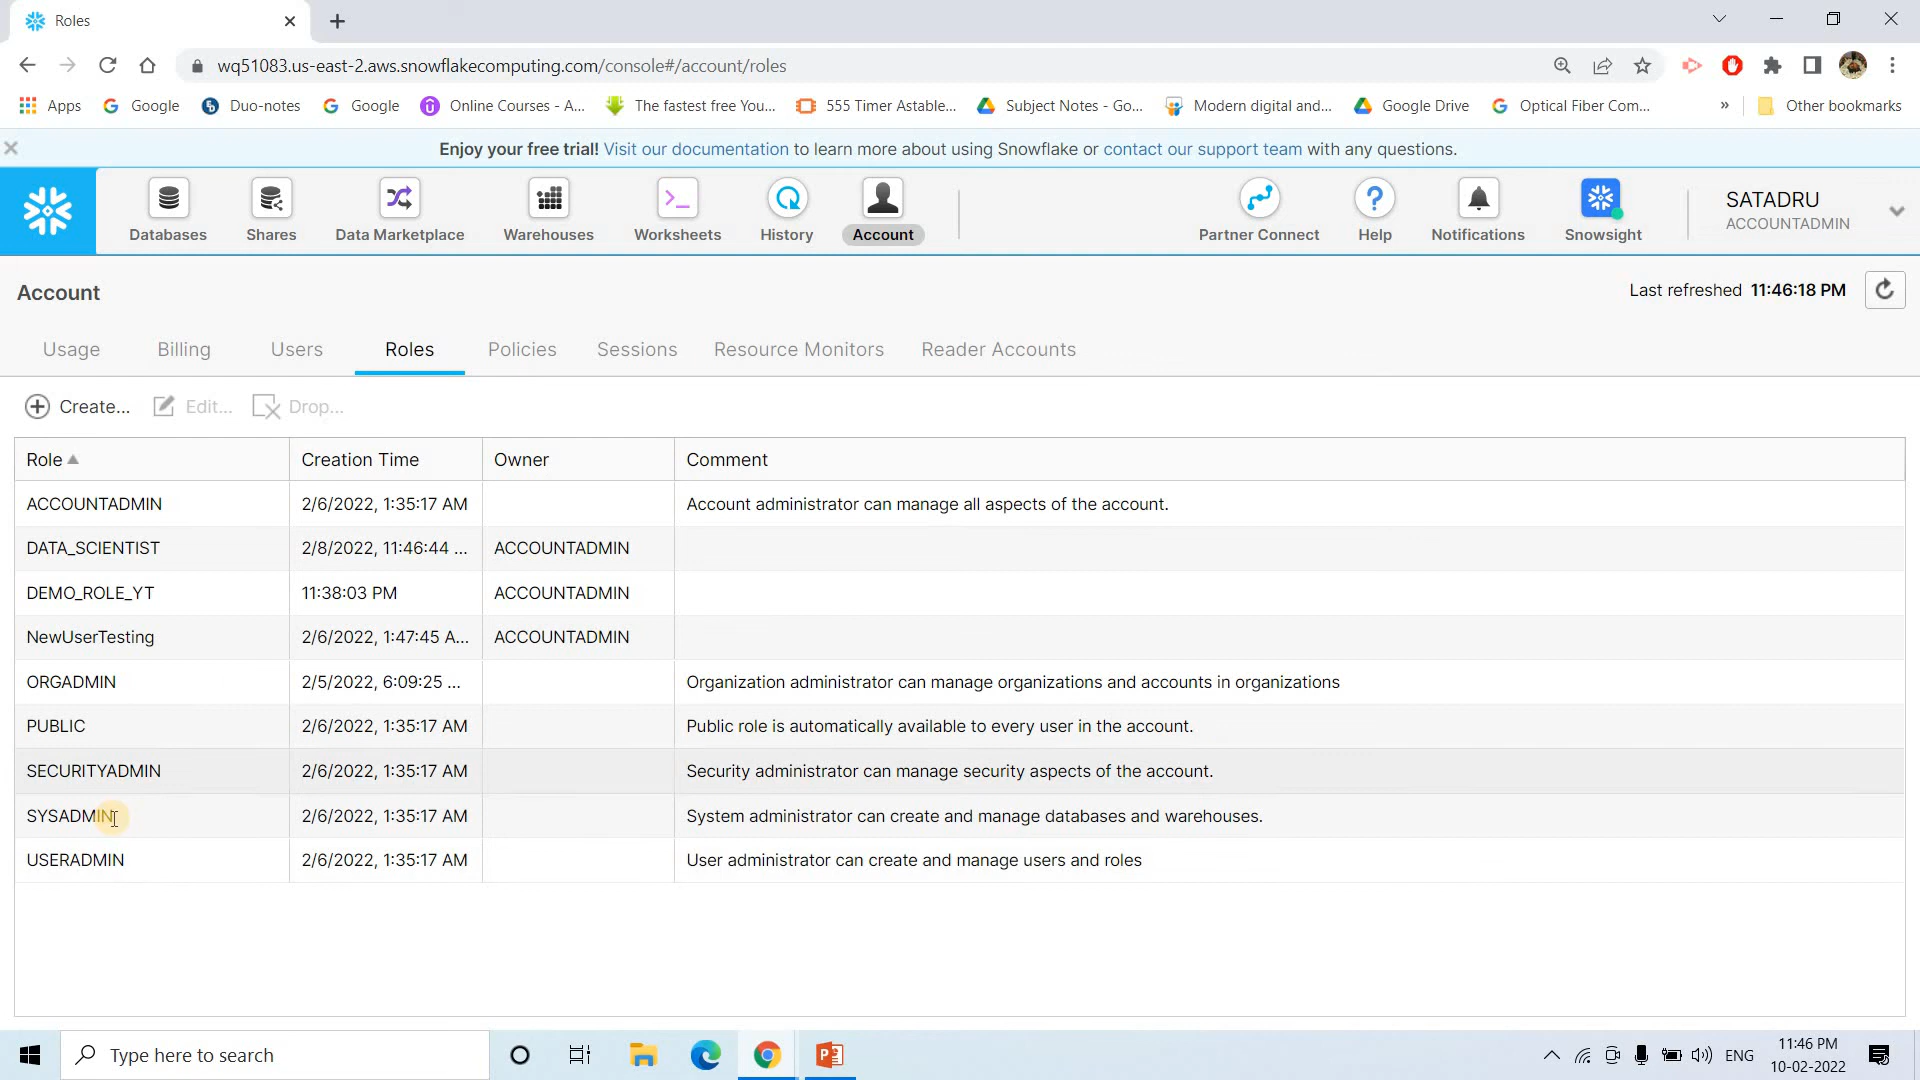 Roles
wq51083.us-east-2.aws.snowflakecomputing.com/console#/account/roles
Apps Google Duo-notes Google Online Courses - A... The fastest free You... 555 Timer Astable... Subject Notes - Go... Modern digital and... Google Drive Optical Fiber Com... » Other bookmarks
Enjoy your free trial! Visit our documentation to learn more about using Snowflake or contact our support team with any questions.
Databases Shares Data Marketplace Warehouses Worksheets History Account Partner Connect Help Notifications Snowsight
SATADRU
ACCOUNTADMIN
Account
Last refreshed 11:46:18 PM
Usage Billing Users Roles Policies Sessions Resource Monitors Reader Accounts
Create... Edit... Drop...
Role Creation Time Owner Comment
ACCOUNTADMIN 2/6/2022, 1:35:17 AM Account administrator can manage all aspects of the account.
DATA_SCIENTIST 2/8/2022, 11:46:44 ... ACCOUNTADMIN
DEMO_ROLE_YT 11:38:03 PM ACCOUNTADMIN
NewUserTesting 2/6/2022, 1:47:45 A... ACCOUNTADMIN
ORGADMIN 2/5/2022, 6:09:25 ... Organization administrator can manage organizations and accounts in organizations
PUBLIC 2/6/2022, 1:35:17 AM Public role is automatically available to every user in the account.
SECURITYADMIN 2/6/2022, 1:35:17 AM Security administrator can manage security aspects of the account.
SYSADMIN 2/6/2022, 1:35:17 AM System administrator can create and manage databases and warehouses.
USERADMIN 2/6/2022, 1:35:17 AM User administrator can create and manage users and roles
Type here to search
ENG
11:46 PM
10-02-2022